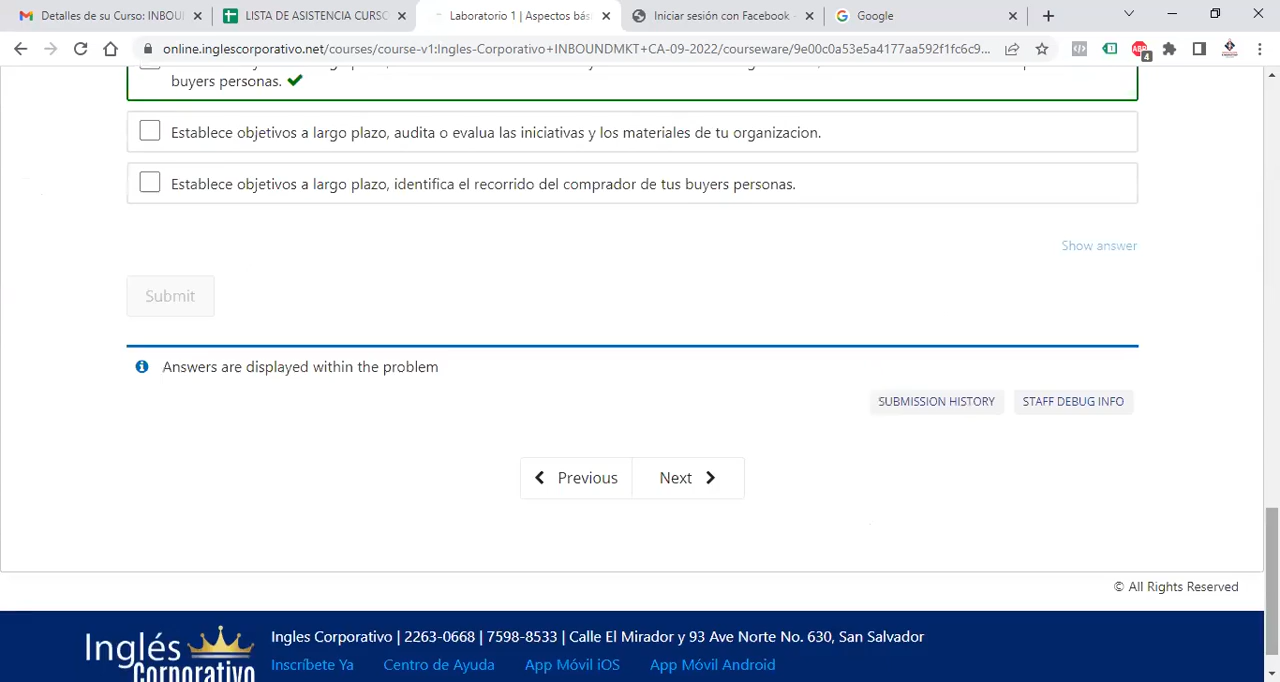 Detalles de su Curso: INBOU
LISTA DE ASISTENCIA CURSO
Laboratorio 1 | Aspectos bás
Iniciar sesión con Facebook
Google
online.inglescorporativo.net/courses/course-v1:Ingles-Corporativo+INBOUNDMKT+CA-09-2022/courseware/9e00c0a53e5a4177aa592f1fc6c9...
ABP
4
buyers personas.
Establece objetivos a largo plazo, audita o evalua las iniciativas y los materiales de tu organizacion.
Establece objetivos a largo plazo, identifica el recorrido del comprador de tus buyers personas.
Show answer
Submit
Answers are displayed within the problem
SUBMISSION HISTORY
STAFF DEBUG INFO
Previous
Next
© All Rights Reserved
Inglés
Corporativo
Ingles Corporativo | 2263-0668 | 7598-8533 | Calle El Mirador y 93 Ave Norte No. 630, San Salvador
Inscríbete Ya
Centro de Ayuda
App Móvil iOS
App Móvil Android